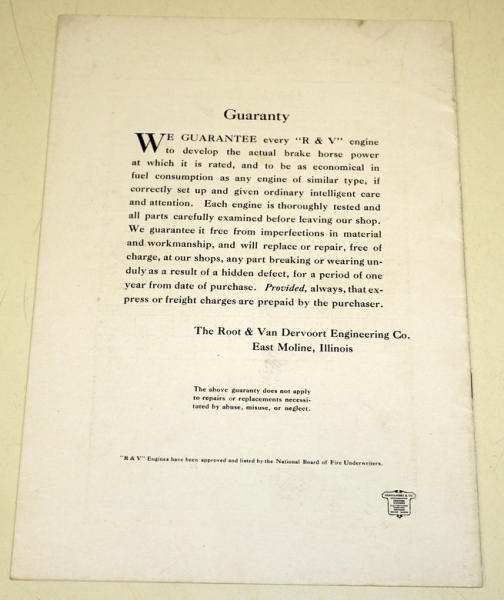 Guaranty
WE GUARANTEE every "R & V" engine
to develop the actual brake horse power
at which it is rated, and to be as economical in
fuel consumption as any engine of similar type, if
correctly set up and given ordinary intelligent care
and attention. Each engine is thoroughly tested and
all parts carefully examined before leaving our shop.
We guarantee it free from imperfections in material
and workmanship, and will replace or repair, free of
charge, at our shops, any part breaking or wearing un-
duly as a result of a hidden defect, for a period of one
year from date of purchase. Provided, always, that ex-
press or freight charges are prepaid by the purchaser.
The Root & Van Dervoort Engineering Co.
East Moline, Illinois
The above guaranty does not apply
to repairs or replacements necessi-
tated by abuse, misuse, or neglect.
"R & V" Engines have been approved and listed by the National Board of Fire Underwriters.